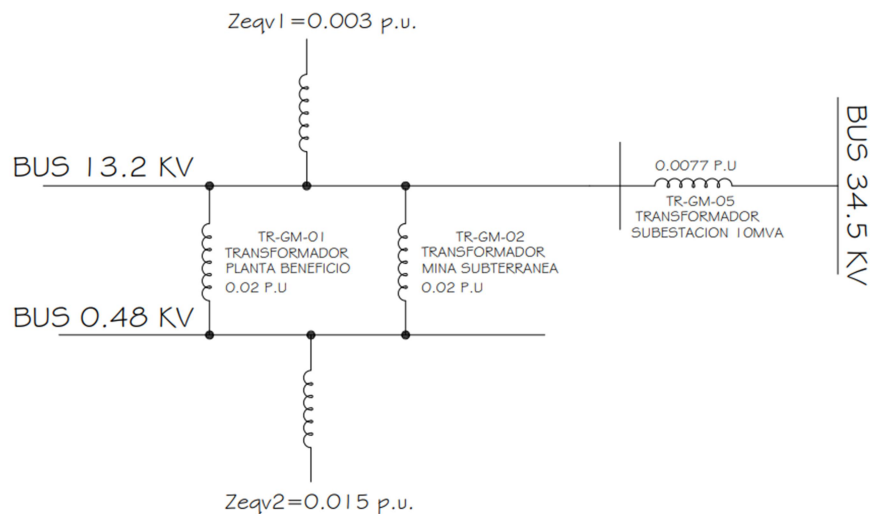 Zeqv1=0.003 p.u.
BUS 13.2 KV
0.0077 P.U
TR-GM-05
TRANSFORMADOR
SUBESTACION 10MVA
BUS 34.5 KV
TR-GM-01
TRANSFORMADOR
PLANTA BENEFICIO
0.02 P.U
TR-GM-02
TRANSFORMADOR
MINA SUBTERRANEA
0.02 P.U
BUS 0.48 KV
Zeqv2=0.015 p.u.